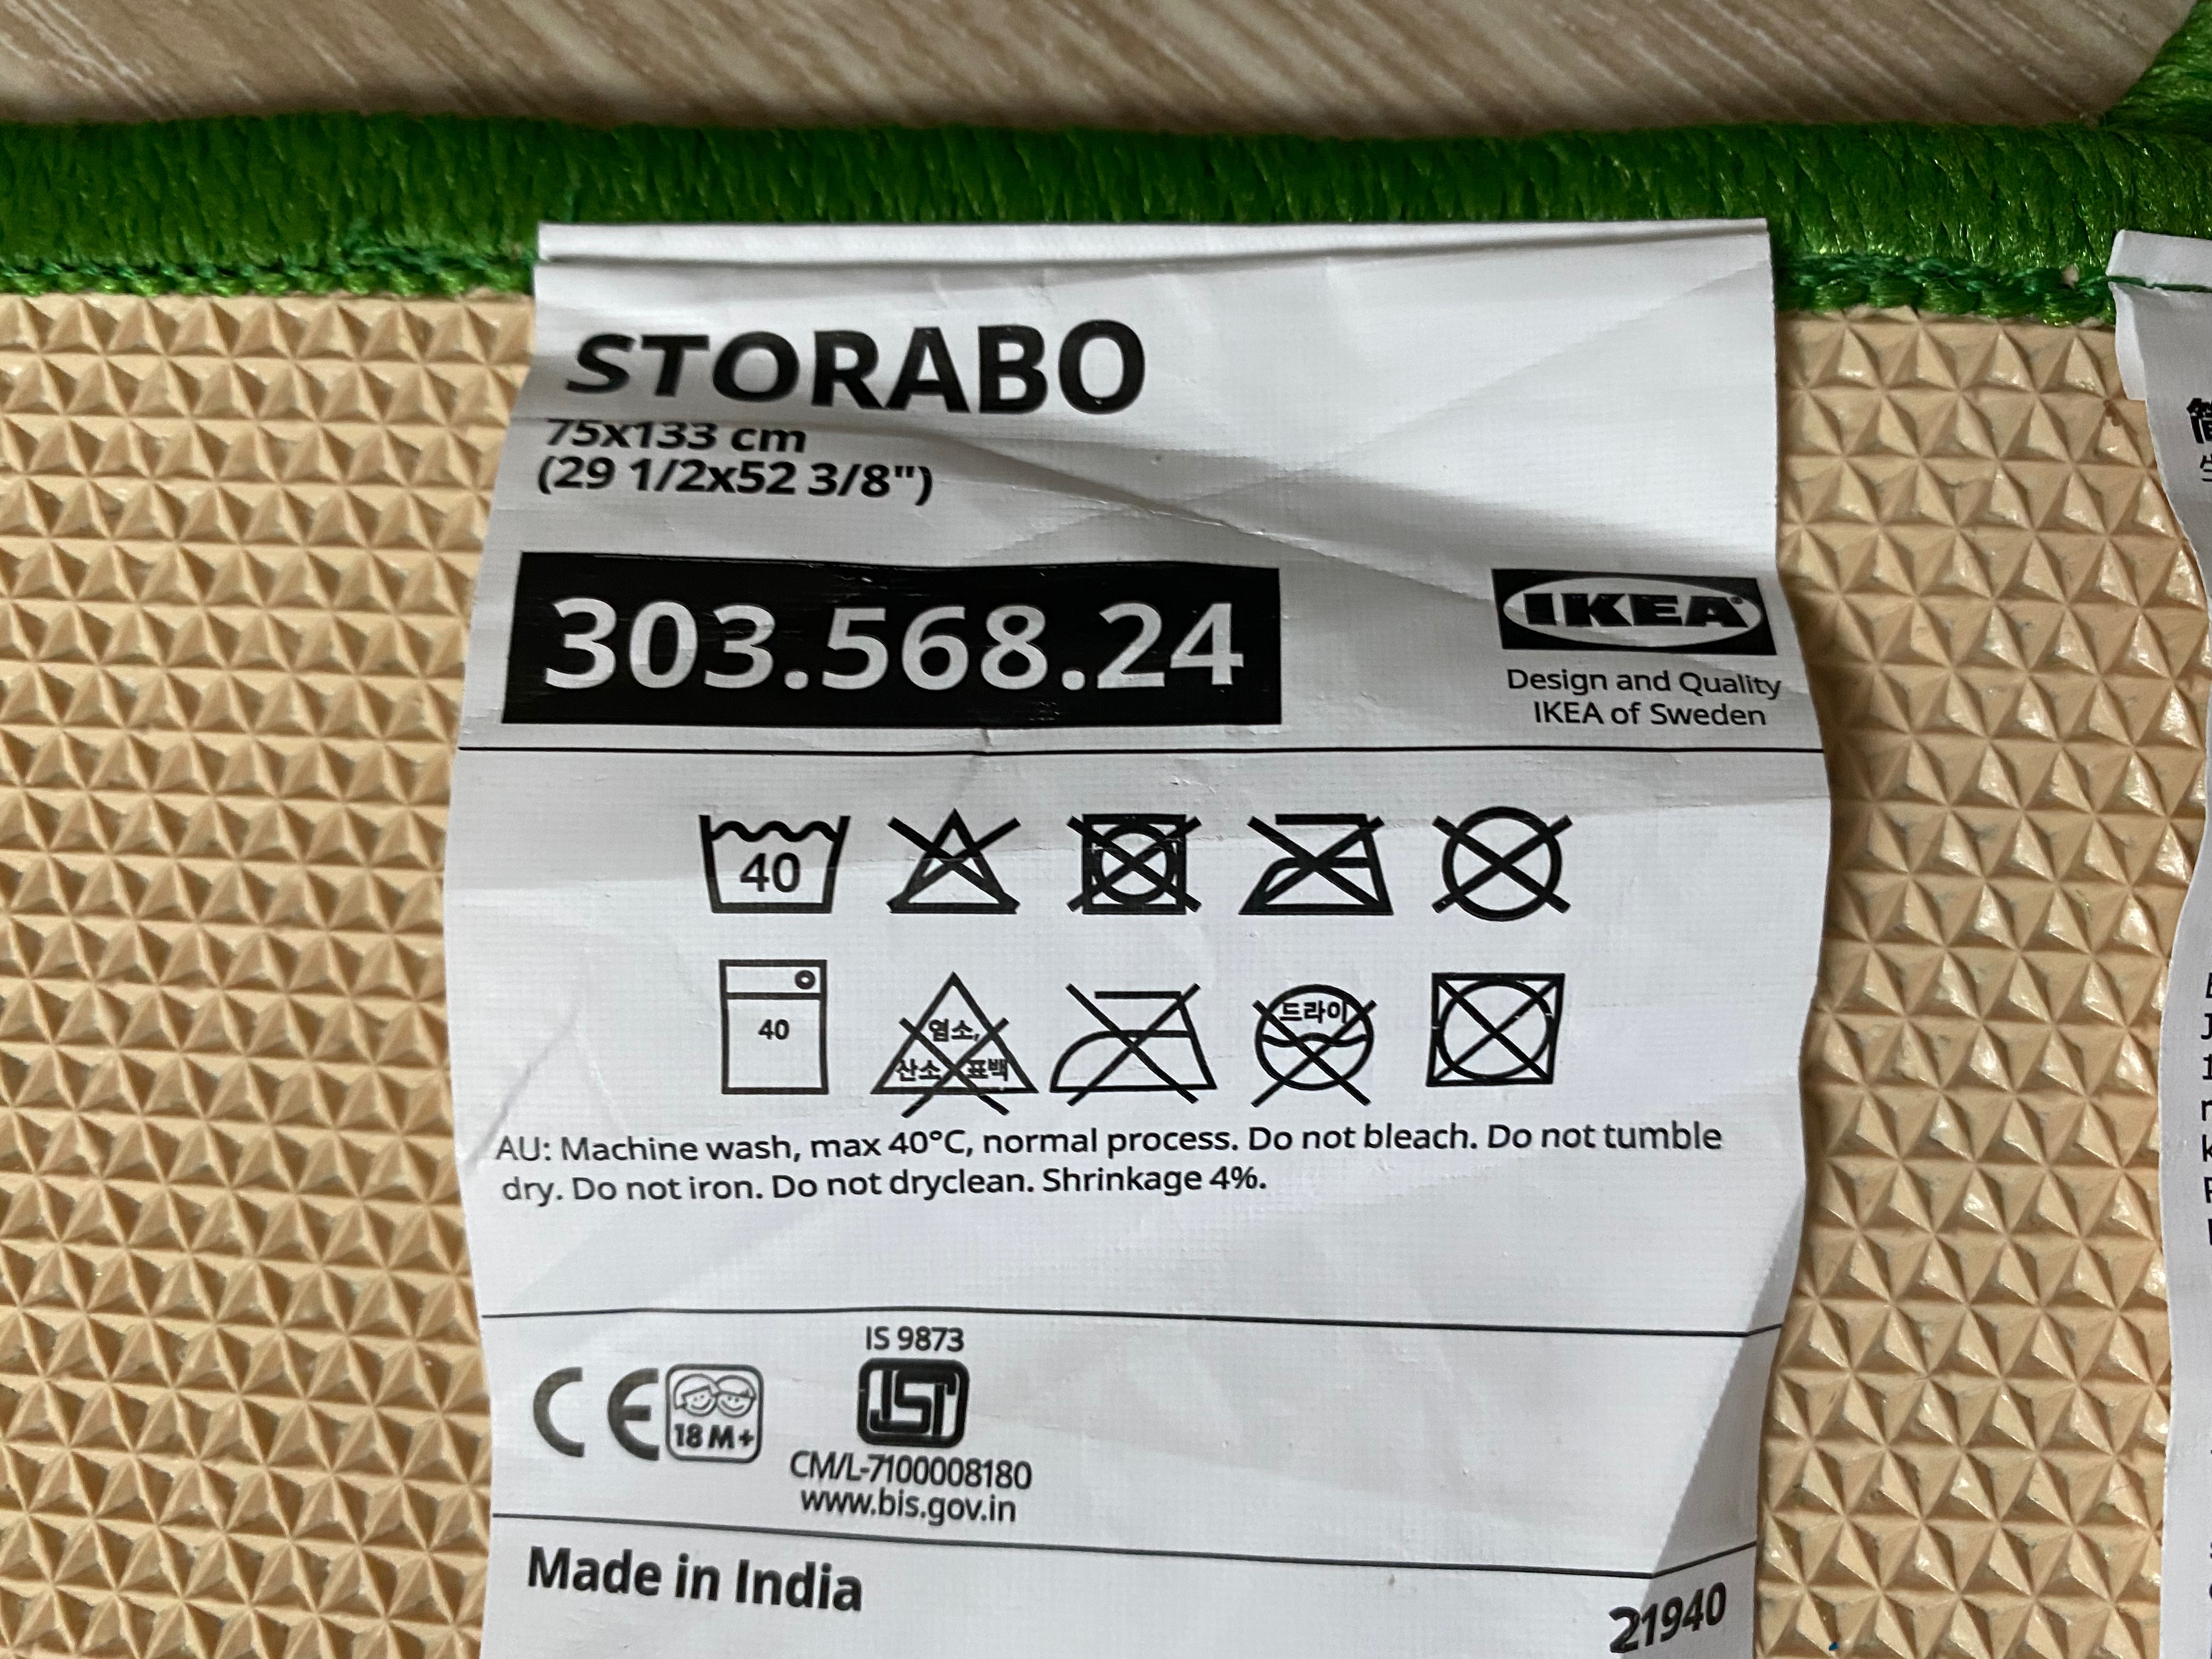 STORABO
75x133 cm
(29 1/2x52 3/8")
303.568.24
IKEA
Design and Quality
IKEA of Sweden
40
40
염소,
산소 표백
드라이
AU: Machine wash, max 40°C, normal process. Do not bleach. Do not tumble
dry. Do not iron. Do not dryclean. Shrinkage 4%.
IS 9873
CE
18 M+
CM/L-7100008180
www.bis.gov.in
Made in India
21940